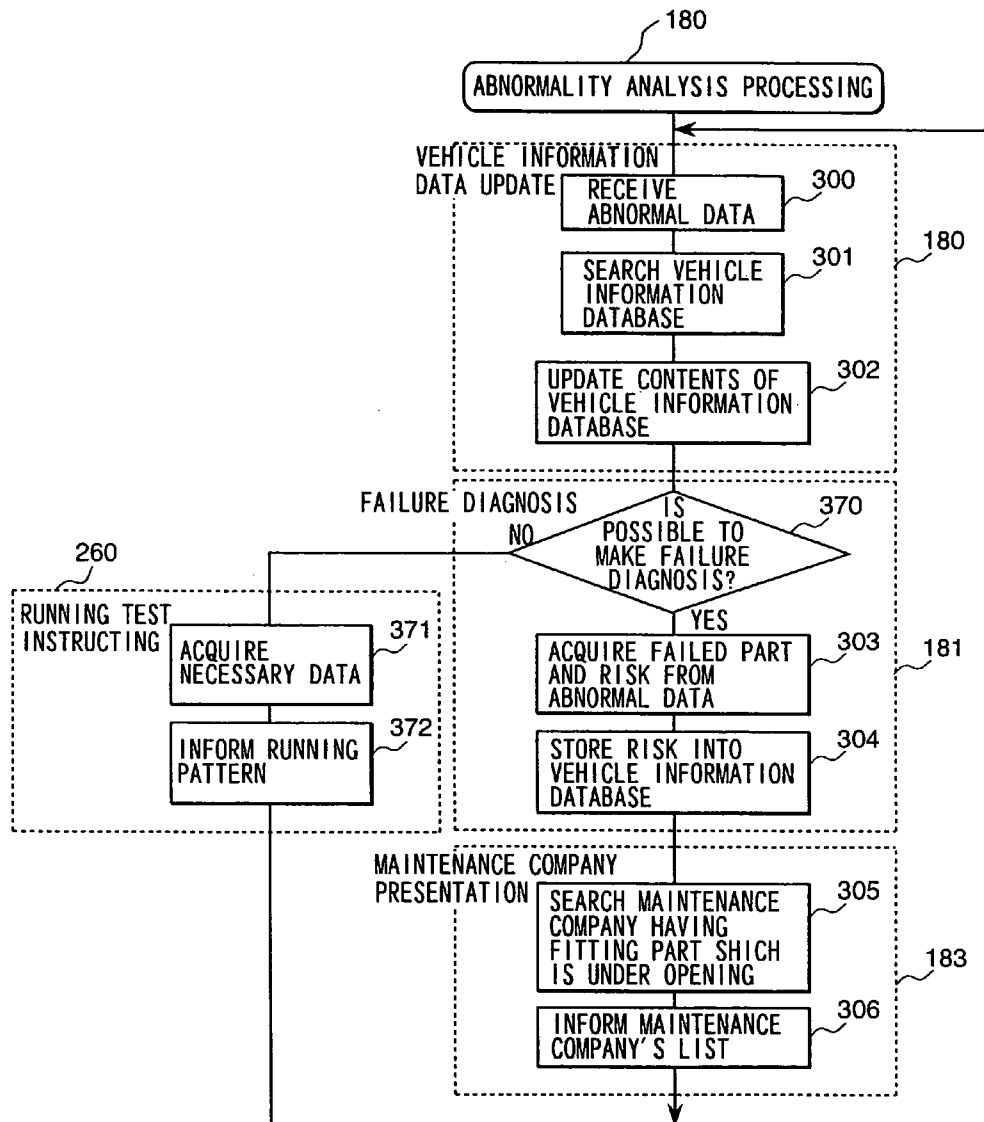 180
ABNORMALITY ANALYSIS PROCESSING
VEHICLE INFORMATION
DATA UPDATE
300
RECEIVE
ABNORMAL DATA
180
301
SEARCH VEHICLE
INFORMATION
DATABASE
302
UPDATE CONTENTS OF
VEHICLE INFORMATION
DATABASE
FAILURE DIAGNOSIS
370
IS
POSSIBLE TO
MAKE FAILURE
DIAGNOSIS?
NO
YES
260
RUNNING TEST
INSTRUCTING
371
ACQUIRE
NECESSARY DATA
372
INFORM RUNNING
PATTERN
303
ACQUIRE FAILED PART
AND RISK FROM
ABNORMAL DATA
181
304
STORE RISK INTO
VEHICLE INFORMATION
DATABASE
MAINTENANCE COMPANY
PRESENTATION
305
SEARCH MAINTENANCE
COMPANY HAVING
FITTING PART SHICH
IS UNDER OPENING
183
306
INFORM MAINTENANCE
COMPANY'S LIST